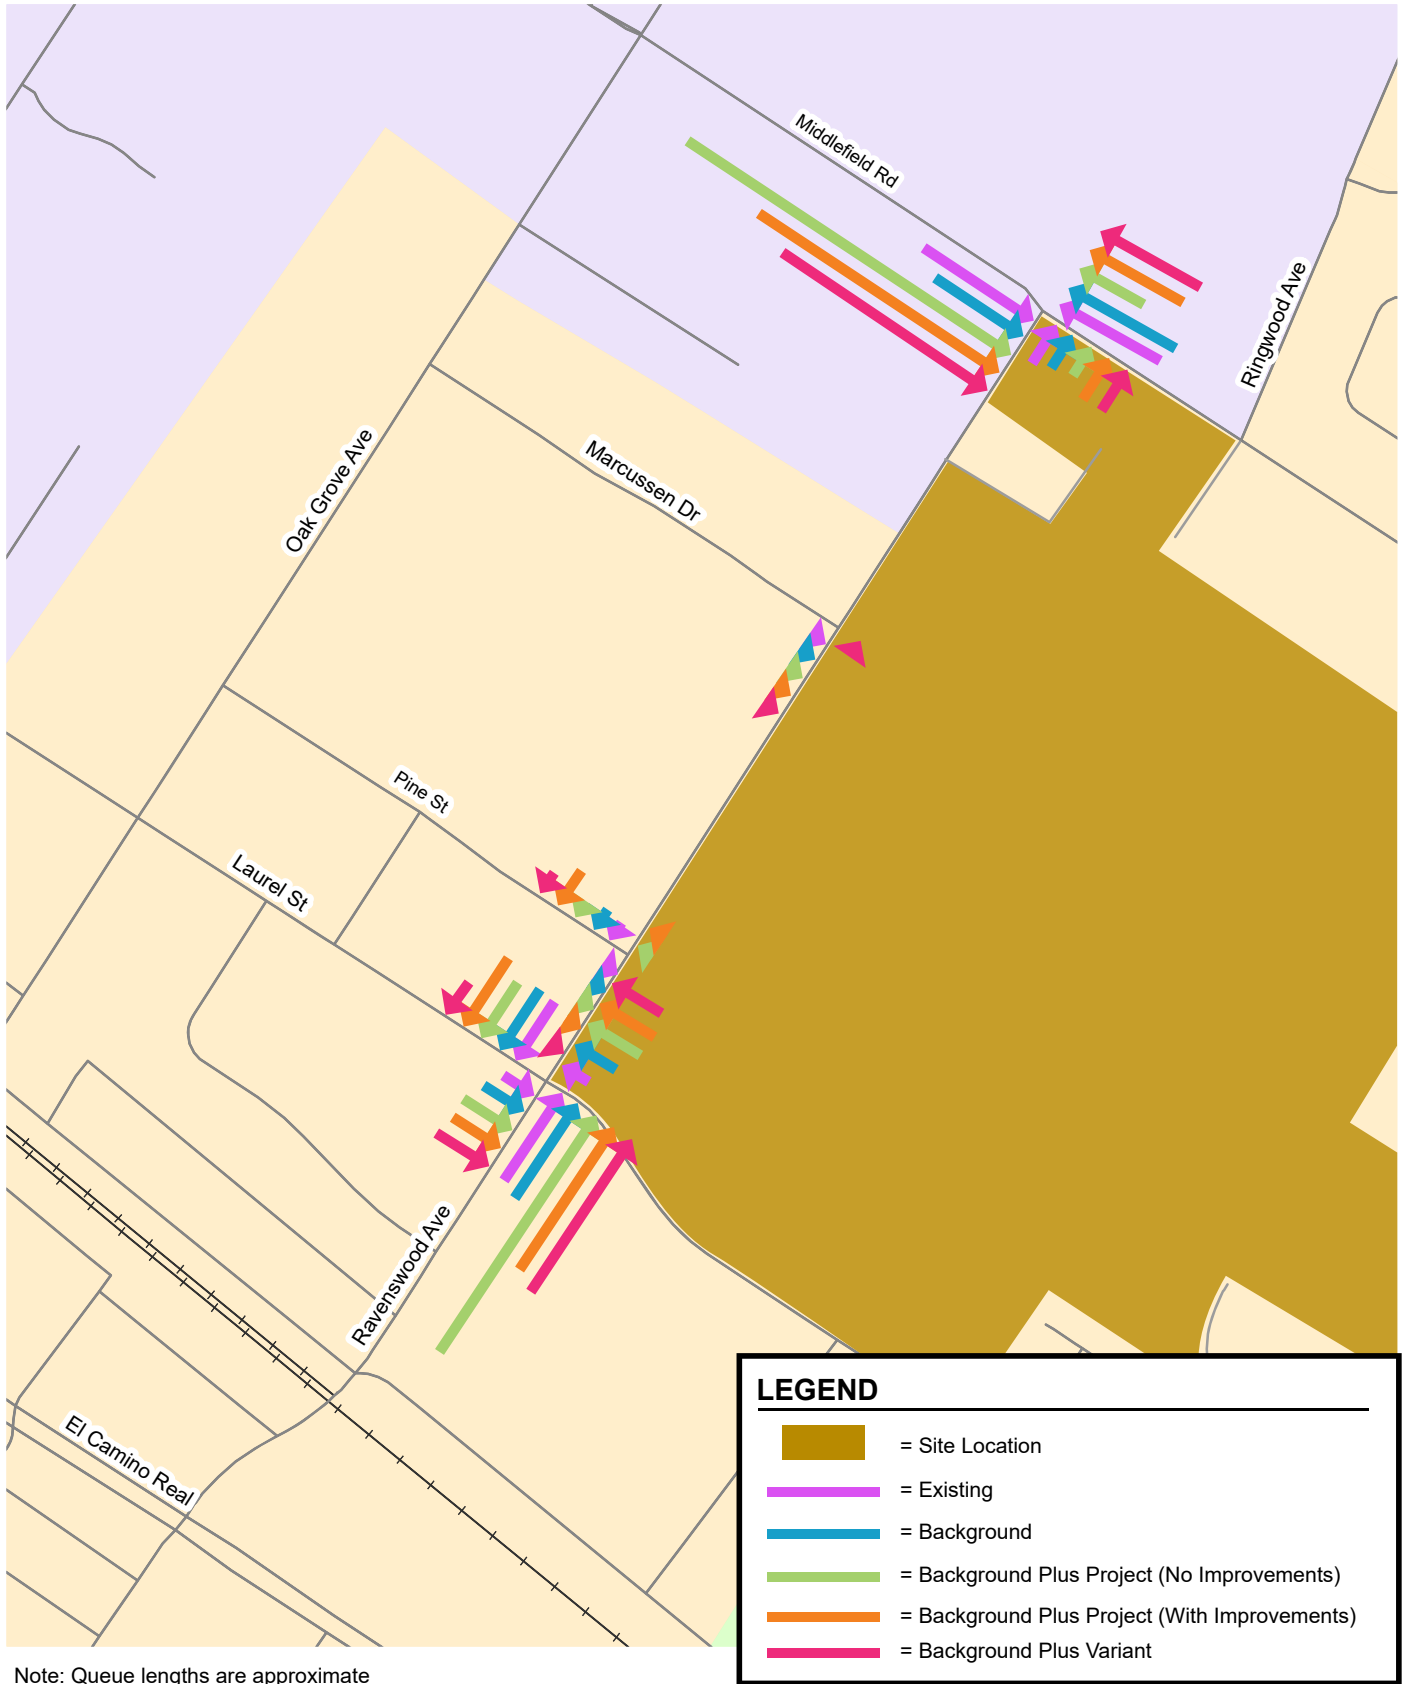 Middlefield Rd
Ringwood Ave
Oak Grove Ave
Marcussen Dr
Pine St
Laurel St
Ravenswood Ave
El Camino Real
LEGEND
= Site Location
= Existing
= Background
= Background Plus Project (No Improvements)
= Background Plus Project (With Improvements)
= Background Plus Variant
Note: Queue lengths are approximate